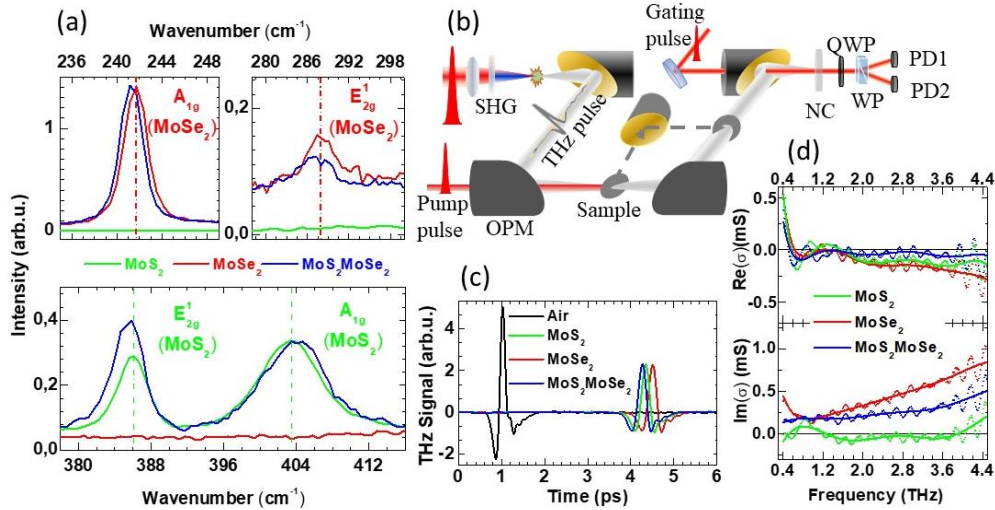 (a)
Wavenumber (cm⁻¹)
236 240 244 248
280 286 292 298
A₁g
(MoSe₂)
E¹₂g
(MoSe₂)
1
0
0,2
0,0
Intensity (arb.u.)
MoS₂ MoSe₂ MoS₂MoSe₂
E¹₂g
(MoS₂)
A₁g
(MoS₂)
0,4
0,2
0,0
378 388 396 404 412
Wavenumber (cm⁻¹)
(b)
Gating
pulse
SHG
THz pulse
QWP
PD1
PD2
NC
WP
Pump
pulse
OPM
Sample
(c)
THz Signal (arb.u.)
4
2
0
-2
Air
MoS₂
MoSe₂
MoS₂MoSe₂
0 1 2 3 4 5 6
Time (ps)
(d)
0.4 1.2 2.0 2.8 3.6 4.4
Re(σ)(mS)
0.5
0.0
-0.5
MoS₂
MoSe₂
MoS₂MoSe₂
Im(σ) (mS)
1.0
0.5
0.0
0.4 1.2 2.0 2.8 3.6 4.4
Frequency (THz)